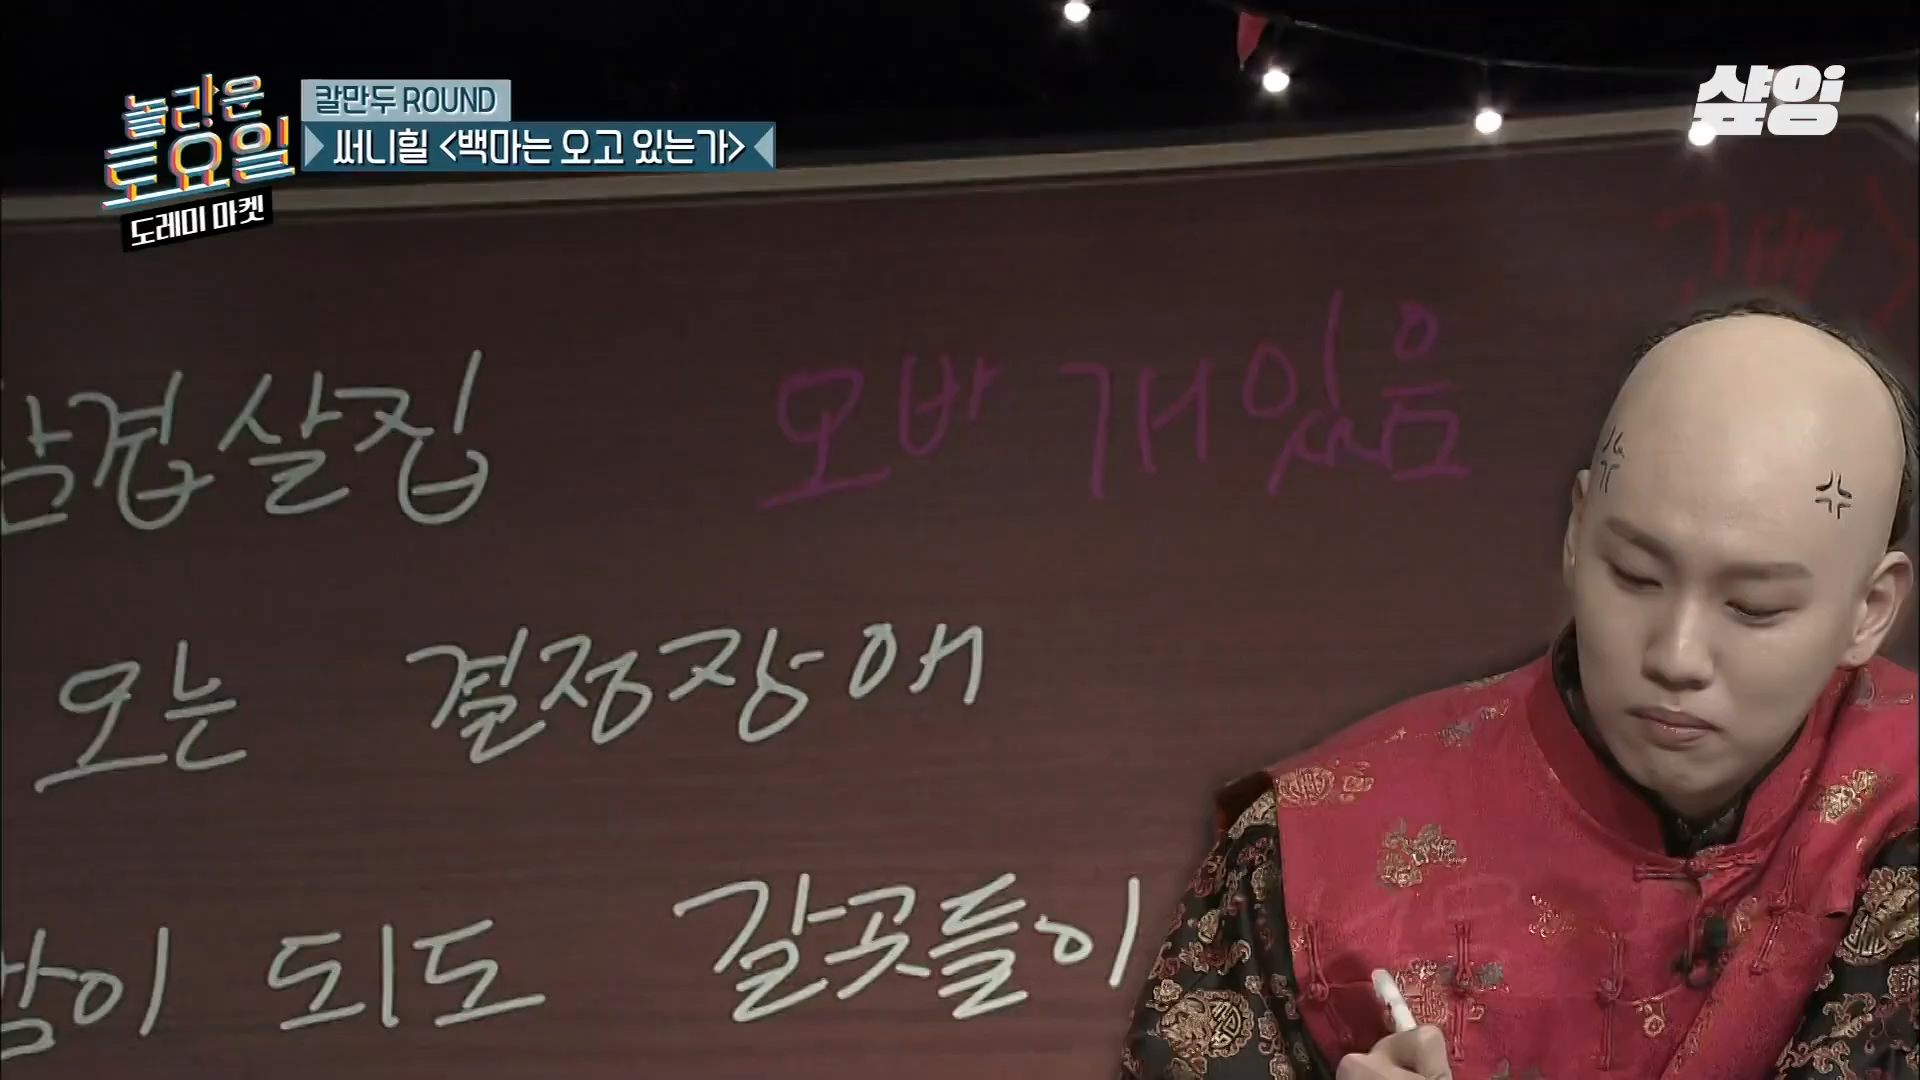 놀라운
토요일
도레미 마켓
칼만두 ROUND
써니힐 <백마는 오고 있는가>
샾잉
삼겹살집 오바 개있음
오는 결정장애
밤이 되도 갈곳들이